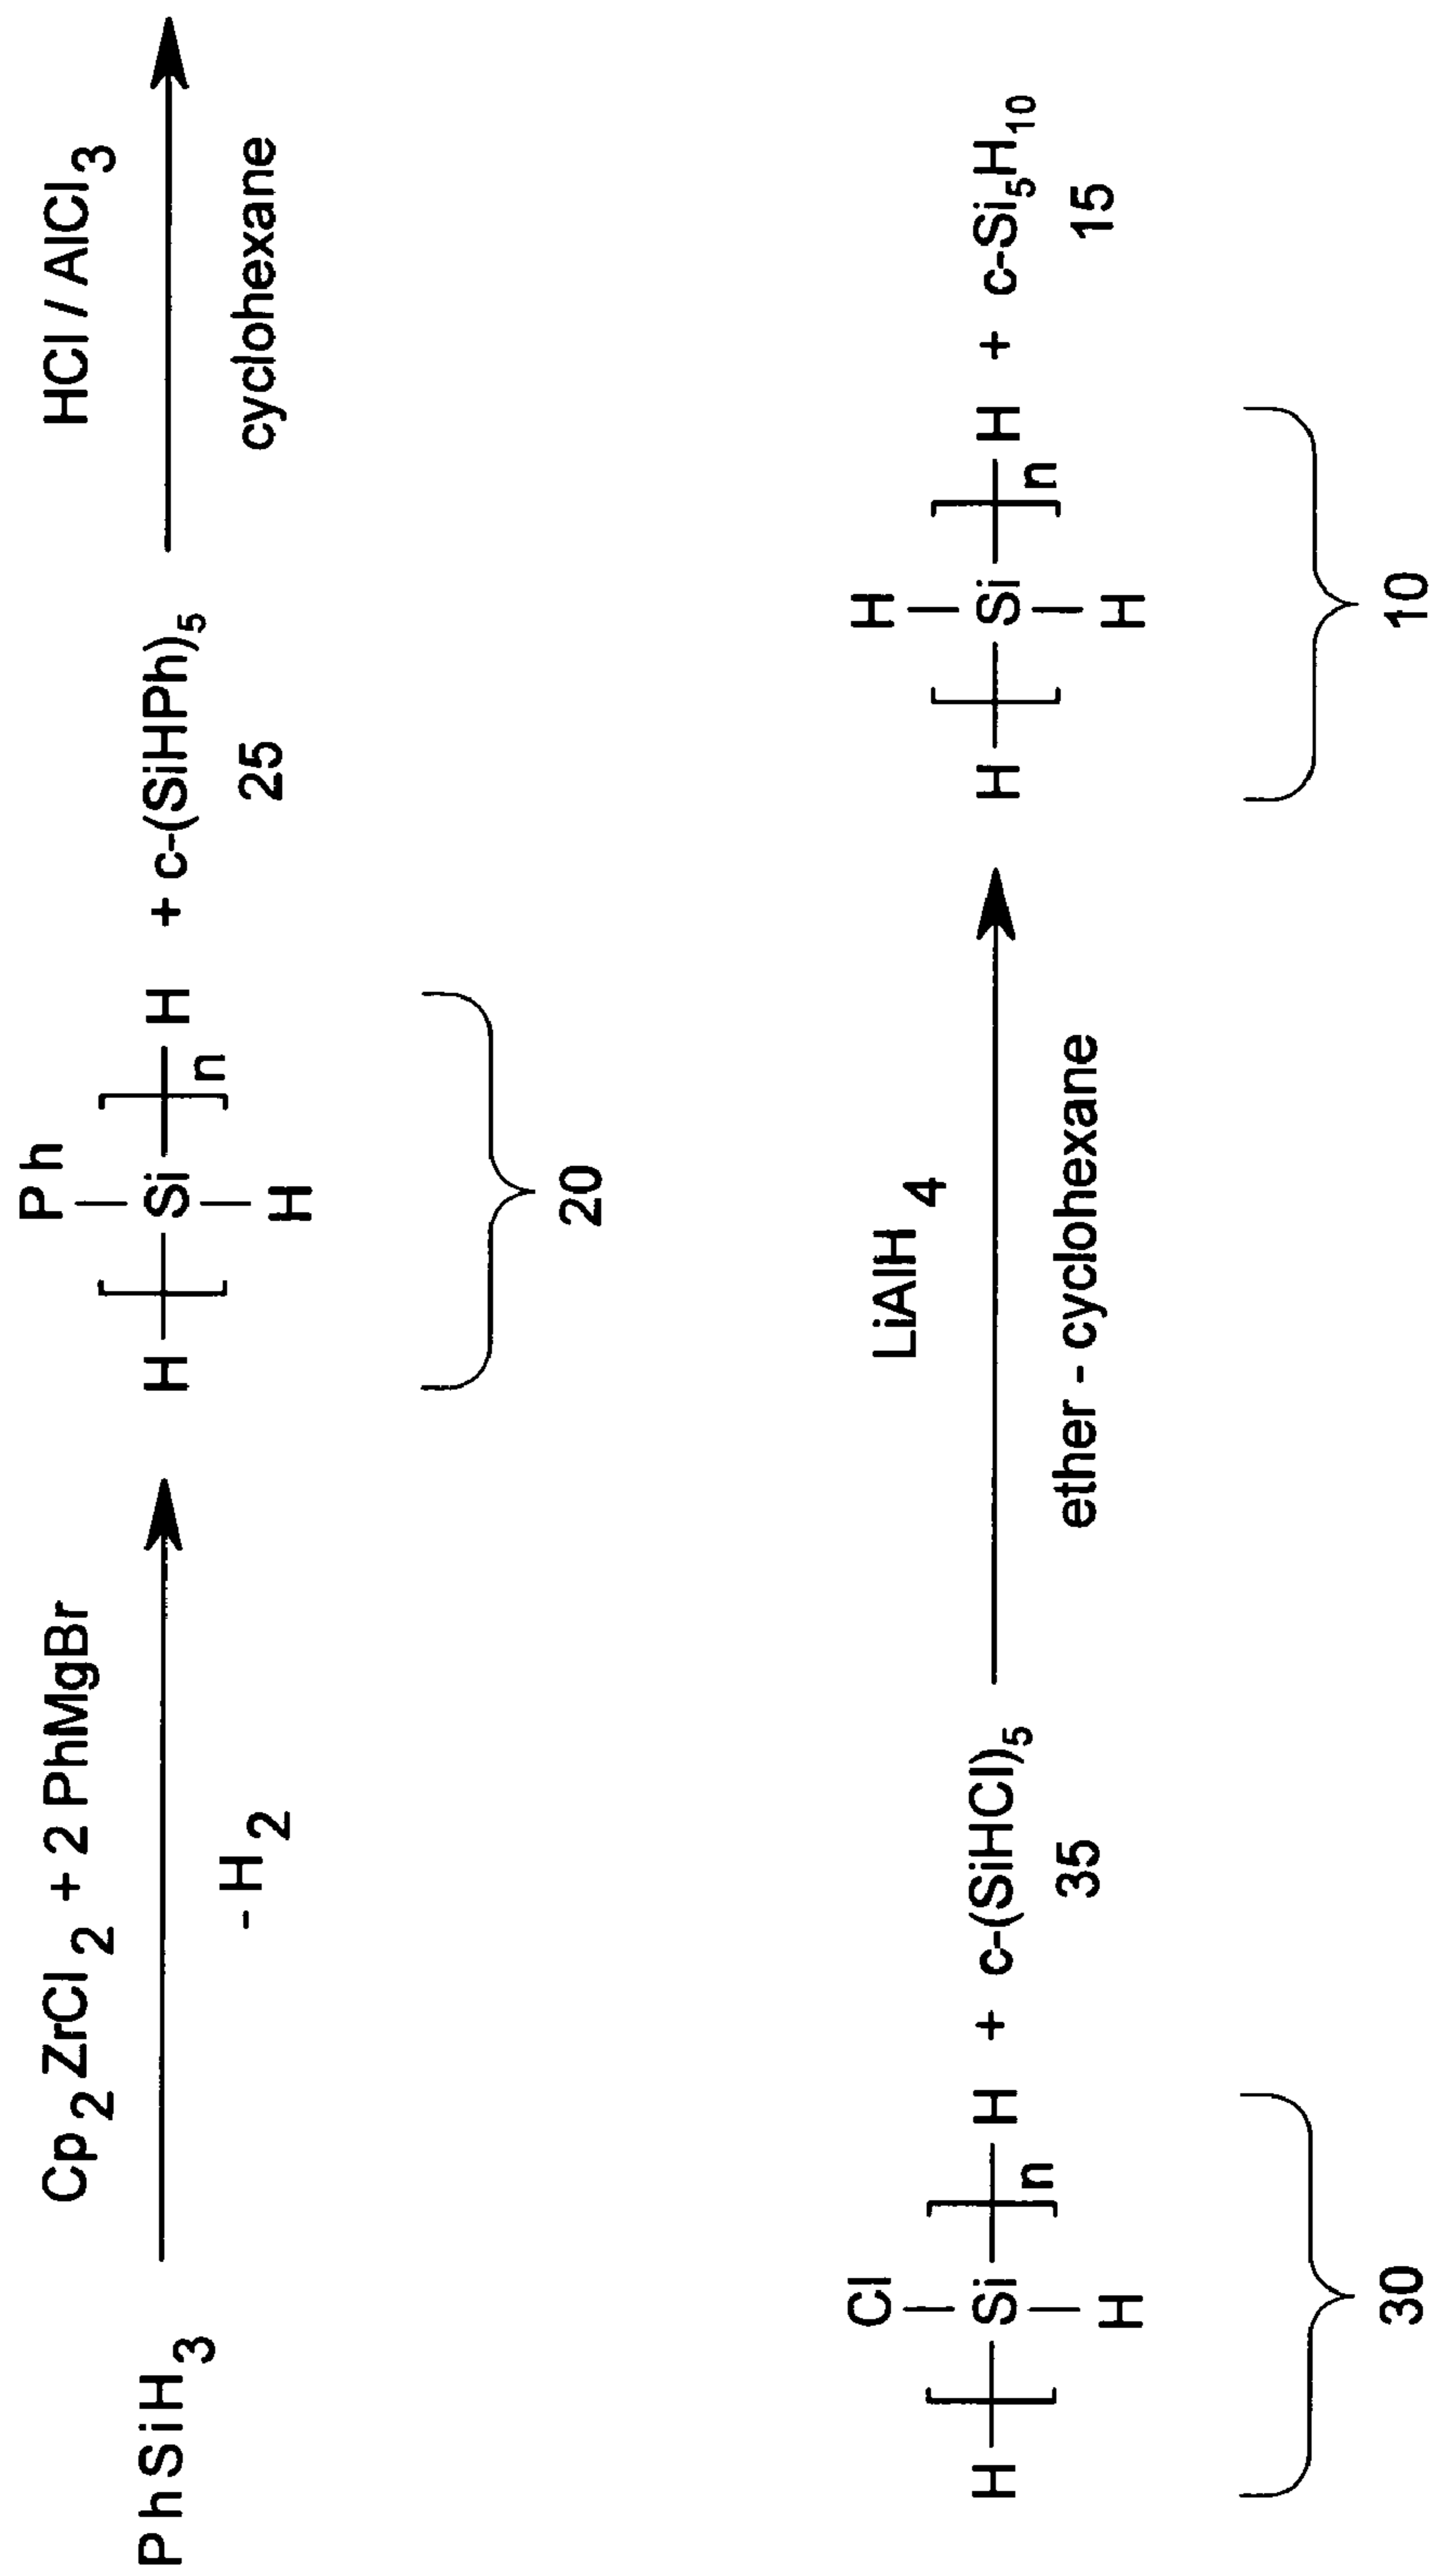 PhSiH3
Cp2ZrCl2 + 2 PhMgBr
- H2
H [ Si ]n H
Ph
H
20
+ c-(SiHPh)5
25
HCl / AlCl3
cyclohexane
H [ Si ]n H
Cl
H
30
+ c-(SiHCl)5
35
LiAlH4
ether - cyclohexane
H [ Si ]n H
H
H
10
+ c-Si5H10
15